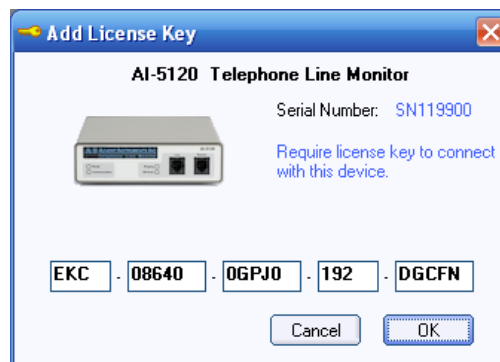 Add License Key
AI-5120 Telephone Line Monitor
Serial Number: SN119900
Require license key to connect
with this device.
EKC - 08640 - 0GPJ0 - 192 - DGCFN
Cancel OK